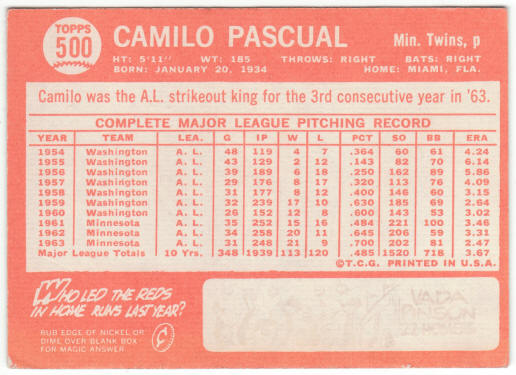 TOPPS
500
CAMILO PASCUAL
Min. Twins, p
HT: 5'11" WT: 185 THROWS: RIGHT BATS: RIGHT
BORN: JANUARY 20, 1934 HOME: MIAMI, FLA.
Camilo was the A.L. strikeout king for the 3rd consecutive year in '63.
COMPLETE MAJOR LEAGUE PITCHING RECORD
YEAR TEAM LEA. G IP W L PCT SO BB ERA
1954 Washington A. L. 48 119 4 7 .364 60 61 4.24
1955 Washington A. L. 43 129 2 12 .143 82 70 6.14
1956 Washington A. L. 39 189 6 18 .250 162 89 5.86
1957 Washington A. L. 29 176 8 17 .320 113 76 4.09
1958 Washington A. L. 31 177 8 12 .400 146 60 3.15
1959 Washington A. L. 32 239 17 10 .630 185 69 2.64
1960 Washington A. L. 26 152 12 8 .600 143 53 3.02
1961 Minnesota A. L. 35 252 15 16 .484 221 100 3.46
1962 Minnesota A. L. 34 258 20 11 .645 206 59 3.31
1963 Minnesota A. L. 31 248 21 9 .700 202 81 2.47
Major League Totals 10 Yrs. 348 1939 113 120 .485 1520 718 3.67
©T.C.G. PRINTED IN U.S.A.
WHO LED THE REDS
IN HOME RUNS LAST YEAR?
RUB EDGE OF NICKEL OR
DIME OVER BLANK BOX
FOR MAGIC ANSWER
VADA
PINSON
22 HOMERS